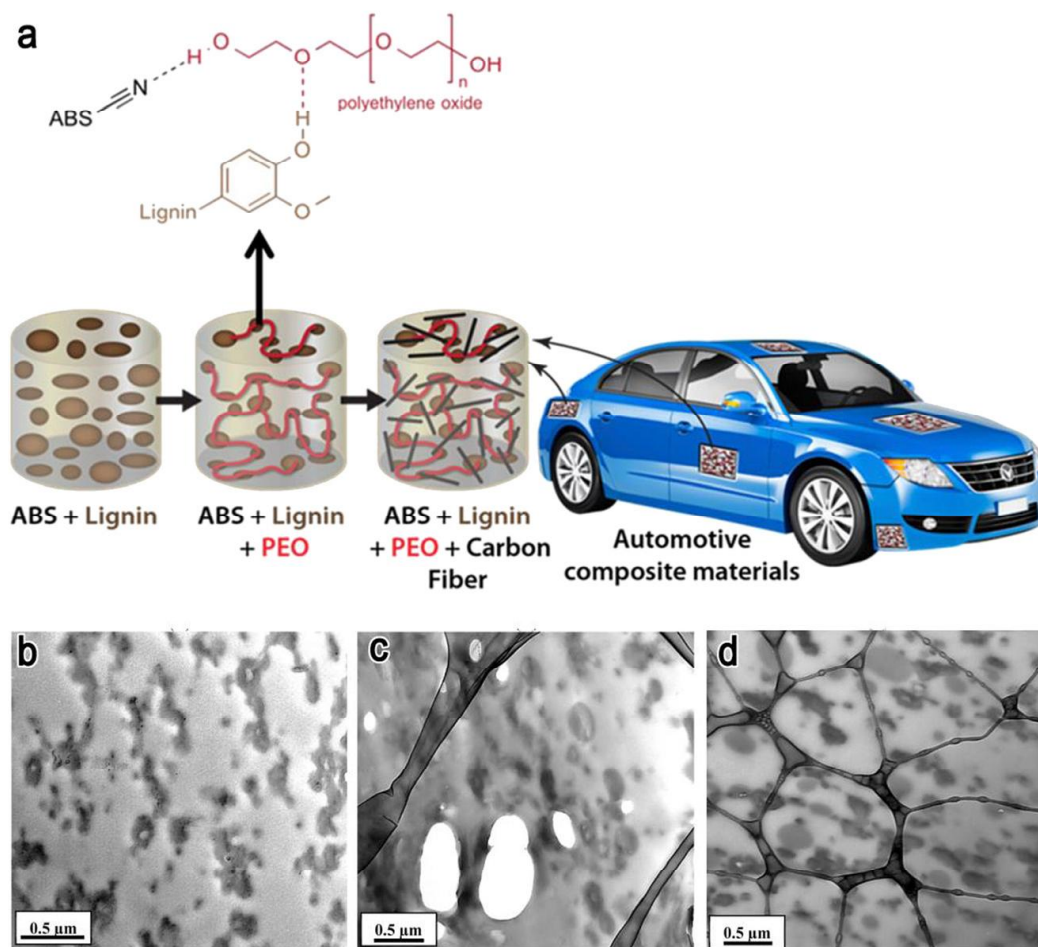 a
H
O
O
O
n
OH
polyethylene oxide
N
ABS
H
O
Lignin
O
ABS + Lignin
ABS + Lignin
+ PEO
ABS + Lignin
+ PEO + Carbon
Fiber
Automotive
composite materials
b
0.5 µm
c
0.5 µm
d
0.5 µm